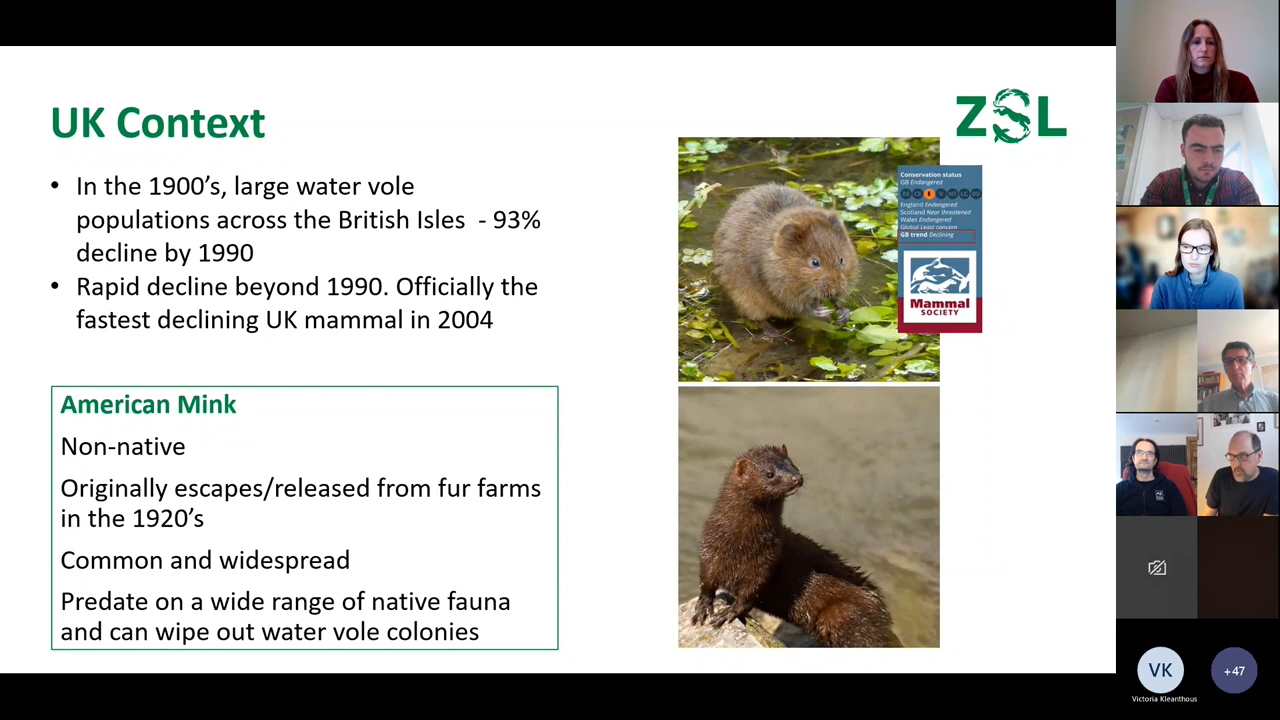 UK Context
ZSL
• In the 1900’s, large water vole
populations across the British Isles - 93%
decline by 1990
• Rapid decline beyond 1990. Officially the
fastest declining UK mammal in 2004
Conservation status
GB Endangered
England Endangered
Scotland Near threatened
Wales Endangered
Global Least concern
GB trend Declining
Mammal
SOCIETY
American Mink
Non-native
Originally escapes/released from fur farms
in the 1920’s
Common and widespread
Predate on a wide range of native fauna
and can wipe out water vole colonies
VK
+47
Victoria Kleanthous